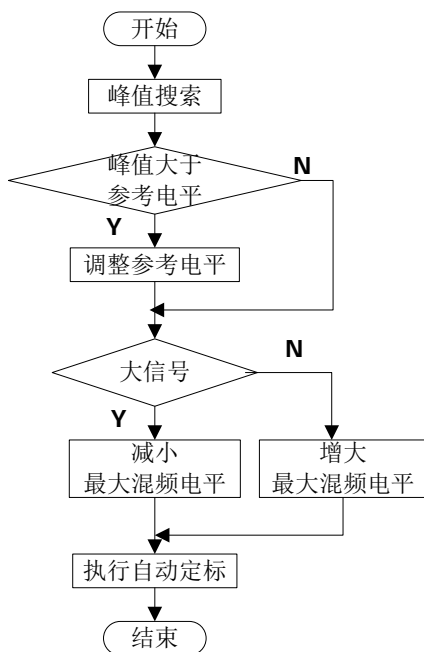 开始
峰值搜索
峰值大于
参考电平
N
Y
调整参考电平
大信号
N
Y
减小
最大混频电平
增大
最大混频电平
执行自动定标
结束